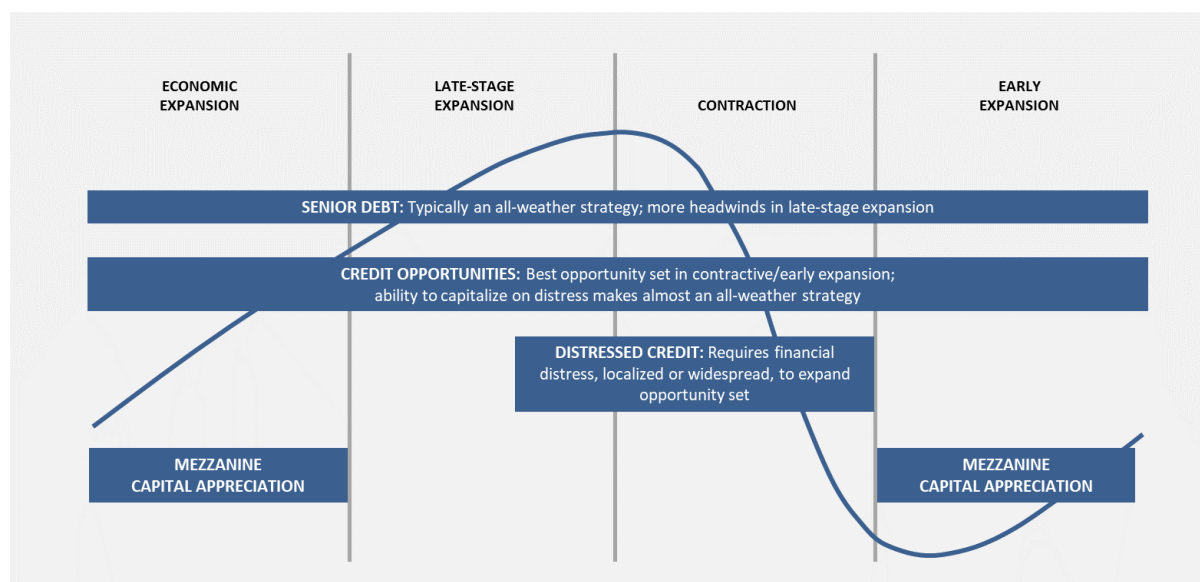 ECONOMIC
EXPANSION
LATE-STAGE
EXPANSION
CONTRACTION
EARLY
EXPANSION
SENIOR DEBT: Typically an all-weather strategy; more headwinds in late-stage expansion
CREDIT OPPORTUNITIES: Best opportunity set in contractive/early expansion;
ability to capitalize on distress makes almost an all-weather strategy
DISTRESSED CREDIT: Requires financial
distress, localized or widespread, to expand
opportunity set
MEZZANINE
CAPITAL APPRECIATION
MEZZANINE
CAPITAL APPRECIATION